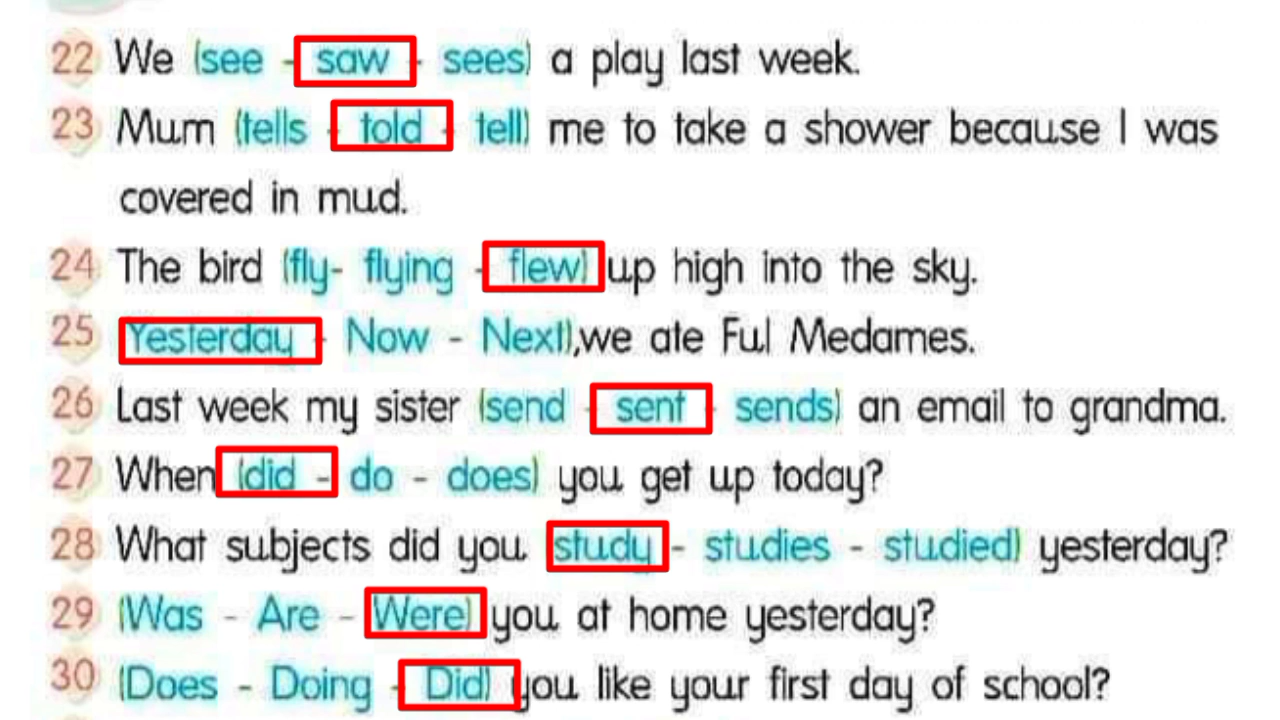 22 We (see - saw - sees) a play last week.
23 Mum (tells - told - tell) me to take a shower because I was
covered in mud.
24 The bird (fly- flying - flew) up high into the sky.
25 Yesterday - Now - Next),we ate Ful Medames.
26 Last week my sister (send - sent - sends) an email to grandma.
27 When (did - do - does) you get up today?
28 What subjects did you study - studies - studied) yesterday?
29 (Was - Are - Were) you at home yesterday?
30 (Does - Doing - Did) you like your first day of school?